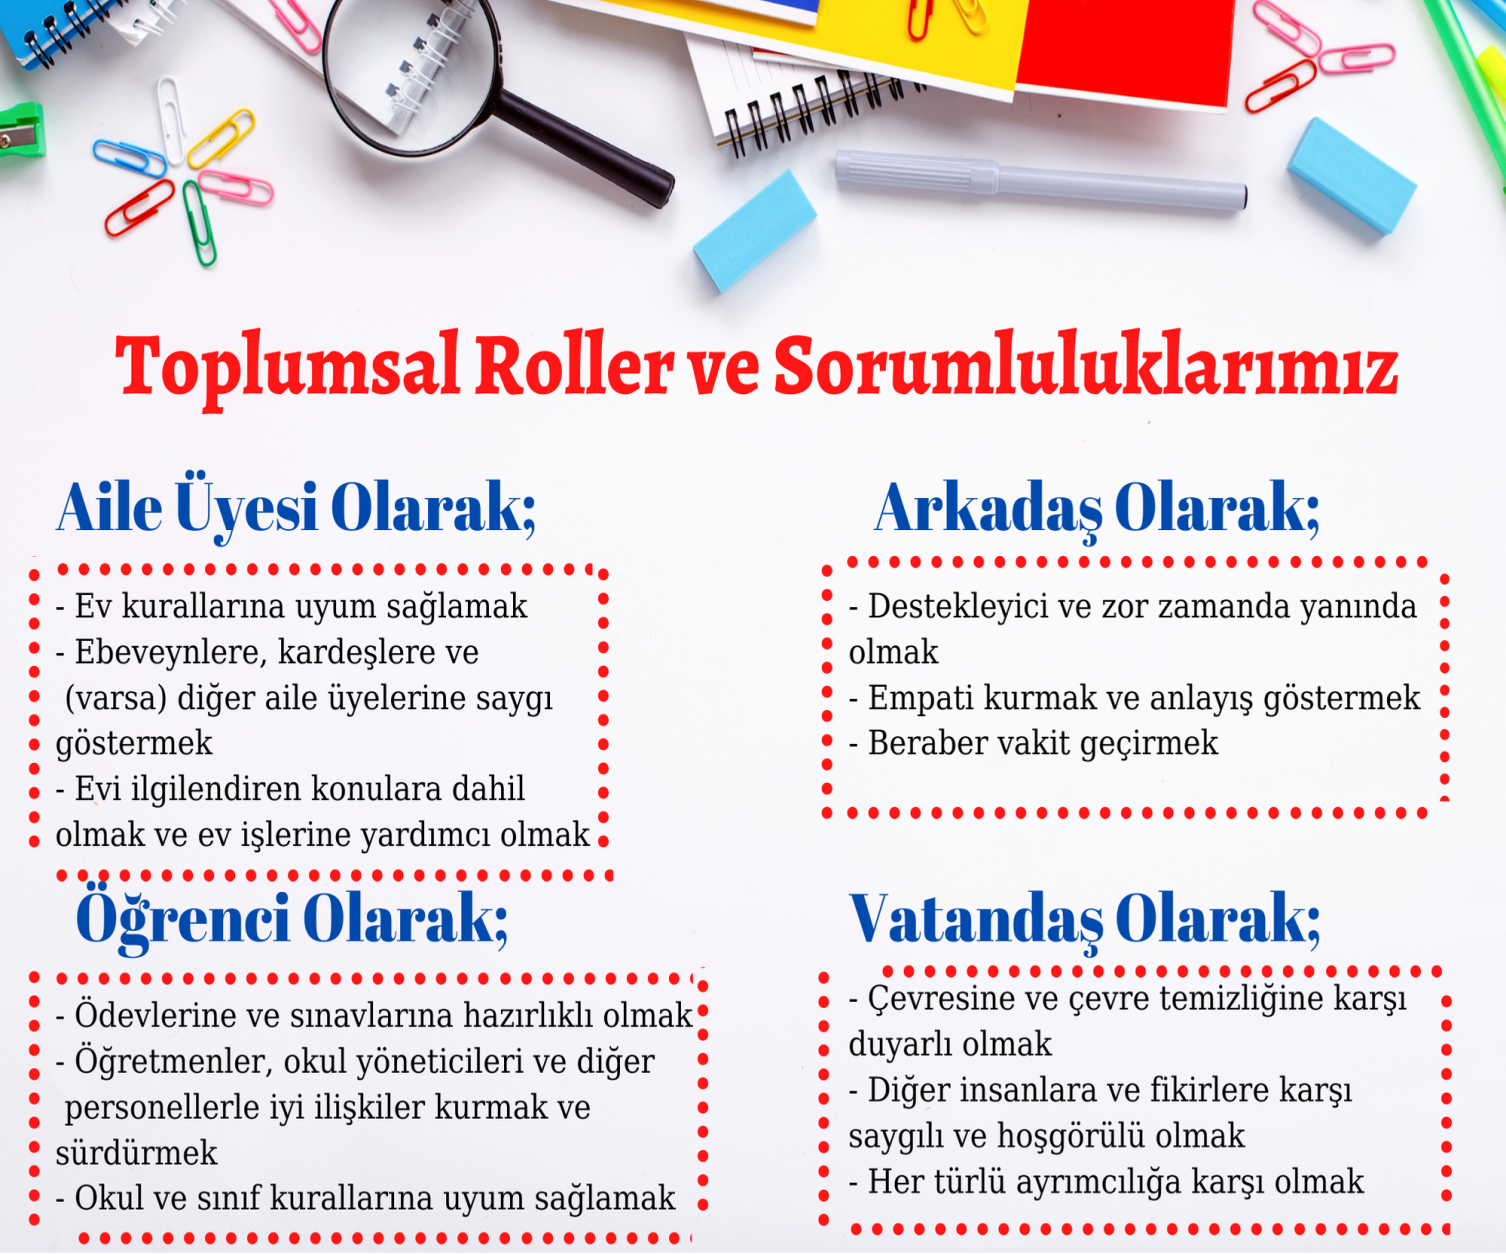 Toplumsal Roller ve Sorumluluklarımız
Aile Üyesi Olarak;
- Ev kurallarına uyum sağlamak
- Ebeveynlere, kardeşlere ve
(varsa) diğer aile üyelerine saygı
göstermek
- Evi ilgilendiren konulara dahil
olmak ve ev işlerine yardımcı olmak
Arkadaş Olarak;
- Destekleyici ve zor zamanda yanında
olmak
- Empati kurmak ve anlayış göstermek
- Beraber vakit geçirmek
Öğrenci Olarak;
- Ödevlerine ve sınavlarına hazırlıklı olmak
- Öğretmenler, okul yöneticileri ve diğer
personellerle iyi ilişkiler kurmak ve
sürdürmek
- Okul ve sınıf kurallarına uyum sağlamak
Vatandaş Olarak;
- Çevresine ve çevre temizliğine karşı
duyarlı olmak
- Diğer insanlara ve fikirlere karşı
saygılı ve hoşgörülü olmak
- Her türlü ayrımcılığa karşı olmak